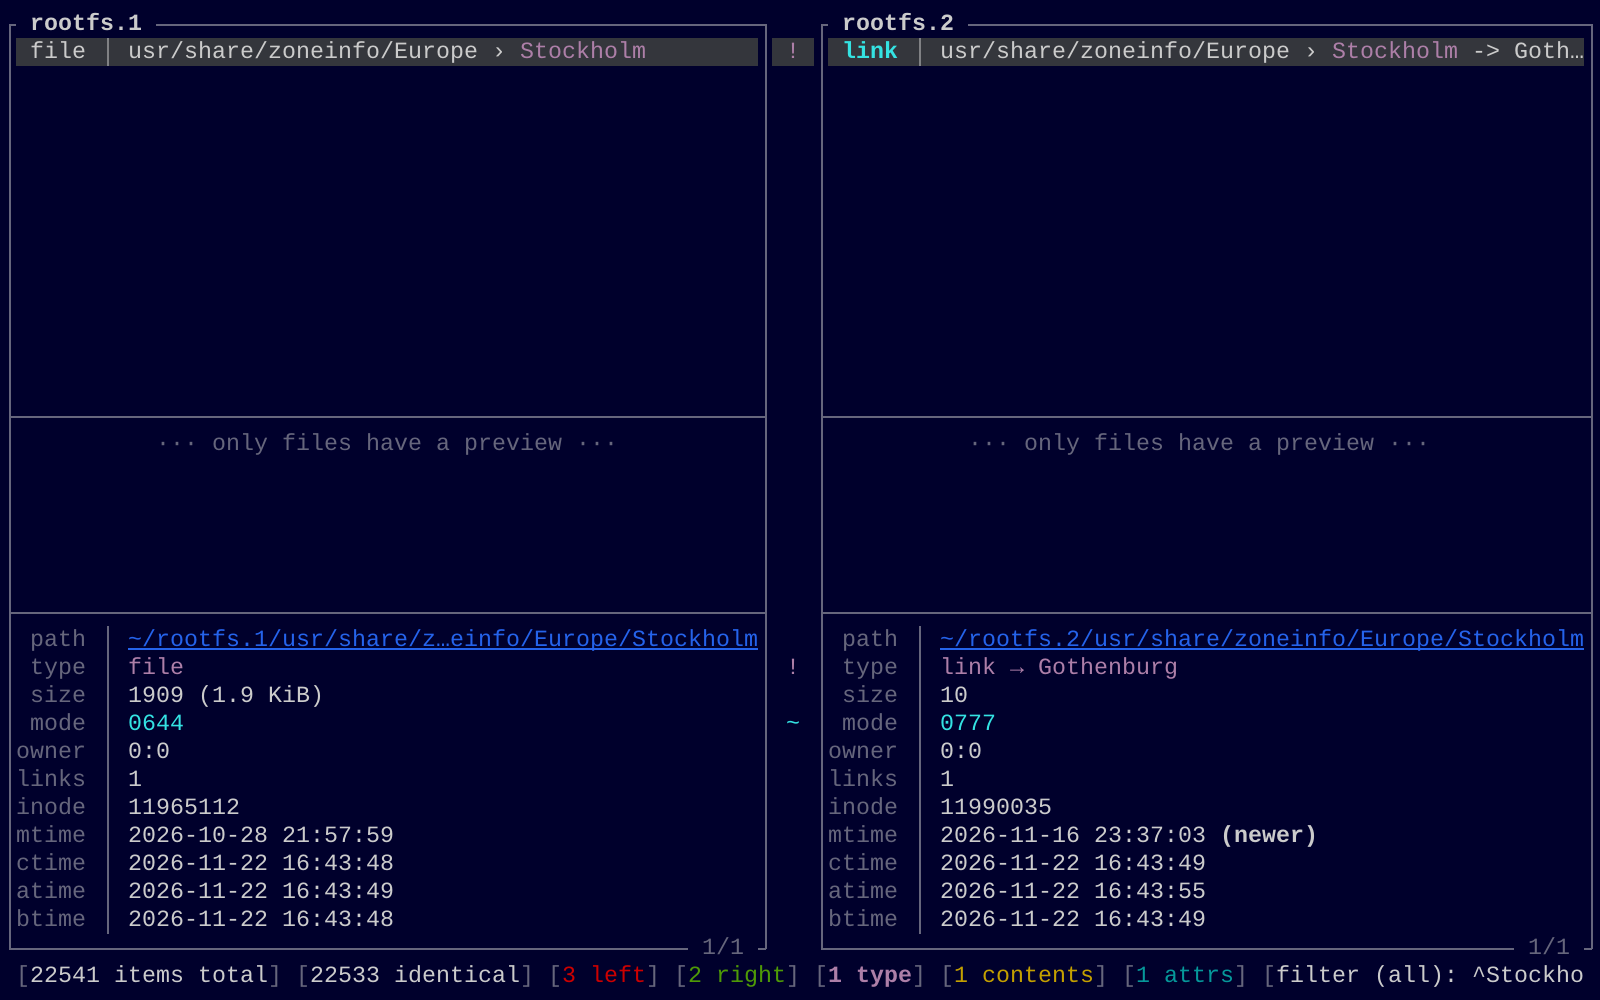 rootfs.1
file │ usr/share/zoneinfo/Europe › Stockholm
!
rootfs.2
link │ usr/share/zoneinfo/Europe › Stockholm -> Goth…
··· only files have a preview ···
··· only files have a preview ···
path │ ~/rootfs.1/usr/share/z…einfo/Europe/Stockholm
type │ file
size │ 1909 (1.9 KiB)
mode │ 0644
owner │ 0:0
links │ 1
inode │ 11965112
mtime │ 2026-10-28 21:57:59
ctime │ 2026-11-22 16:43:48
atime │ 2026-11-22 16:43:49
btime │ 2026-11-22 16:43:48
1/1
!
~
path │ ~/rootfs.2/usr/share/zoneinfo/Europe/Stockholm
type │ link → Gothenburg
size │ 10
mode │ 0777
owner │ 0:0
links │ 1
inode │ 11990035
mtime │ 2026-11-16 23:37:03 (newer)
ctime │ 2026-11-22 16:43:49
atime │ 2026-11-22 16:43:55
btime │ 2026-11-22 16:43:49
1/1
[22541 items total] [22533 identical] [3 left] [2 right] [1 type] [1 contents] [1 attrs] [filter (all): ^Stockho